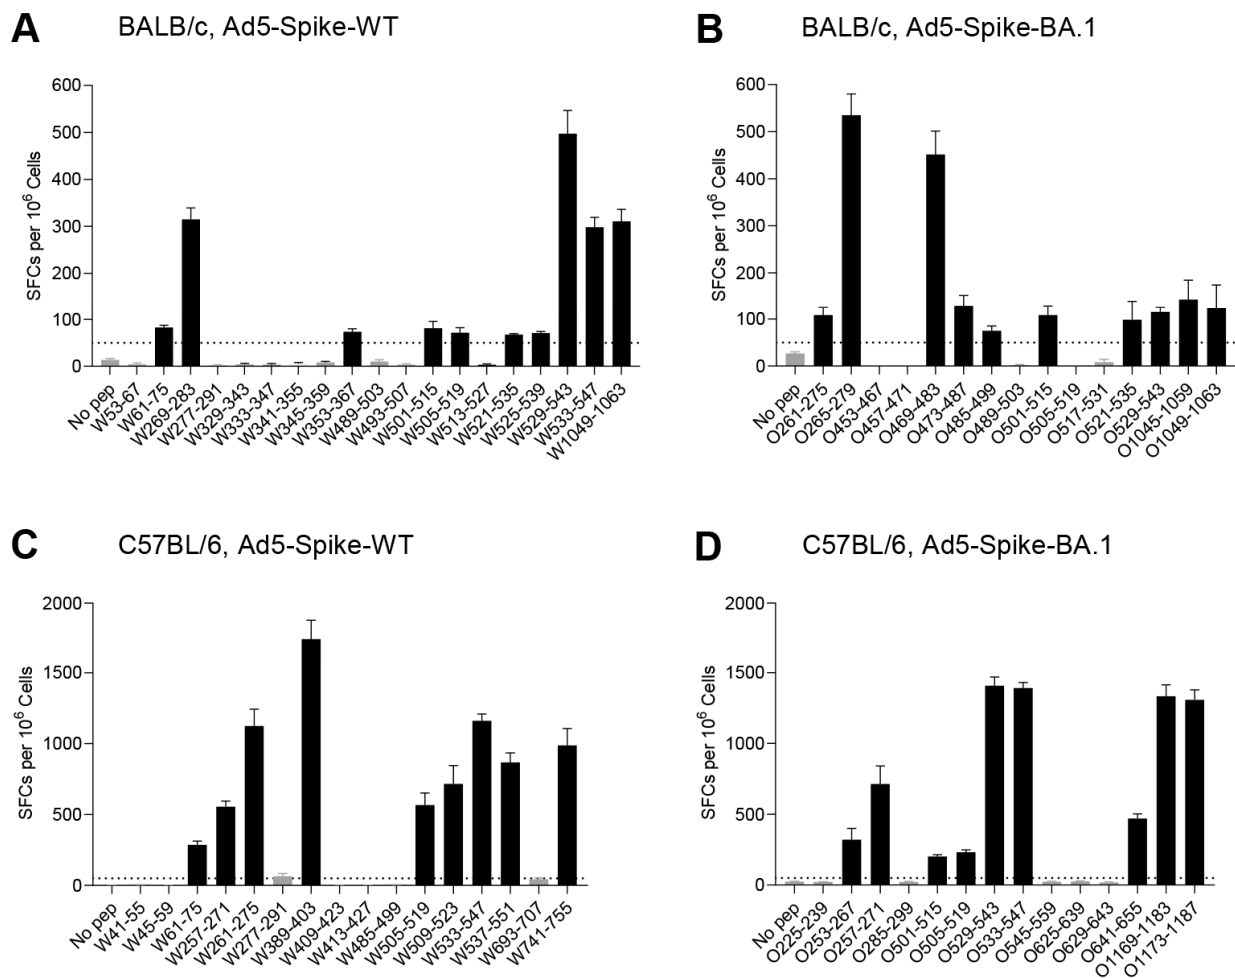 A
BALB/c, Ad5-Spike-WT
SFCs per 10⁶ Cells
600
500
400
300
200
100
0
No pep
W53-67
W61-75
W269-283
W277-291
W329-343
W333-347
W341-355
W345-359
W353-367
W489-503
W493-507
W501-515
W505-519
W513-527
W521-535
W525-539
W529-543
W533-547
W1049-1063
B
BALB/c, Ad5-Spike-BA.1
SFCs per 10⁶ Cells
600
500
400
300
200
100
0
No pep
O261-275
O265-279
O453-467
O457-471
O469-483
O473-487
O485-499
O489-503
O501-515
O505-519
O517-531
O521-535
O529-543
O1045-1059
O1049-1063
C
C57BL/6, Ad5-Spike-WT
SFCs per 10⁶ Cells
2000
1500
1000
500
0
No pep
W41-55
W45-59
W61-75
W257-271
W261-275
W277-291
W389-403
W409-423
W413-427
W485-499
W505-519
W509-523
W533-547
W537-551
W693-707
W741-755
D
C57BL/6, Ad5-Spike-BA.1
SFCs per 10⁶ Cells
2000
1500
1000
500
0
No pep
O225-239
O253-267
O257-271
O285-299
O501-515
O505-519
O529-543
O533-547
O545-559
O625-639
O629-643
O641-655
O1169-1183
O1173-1187